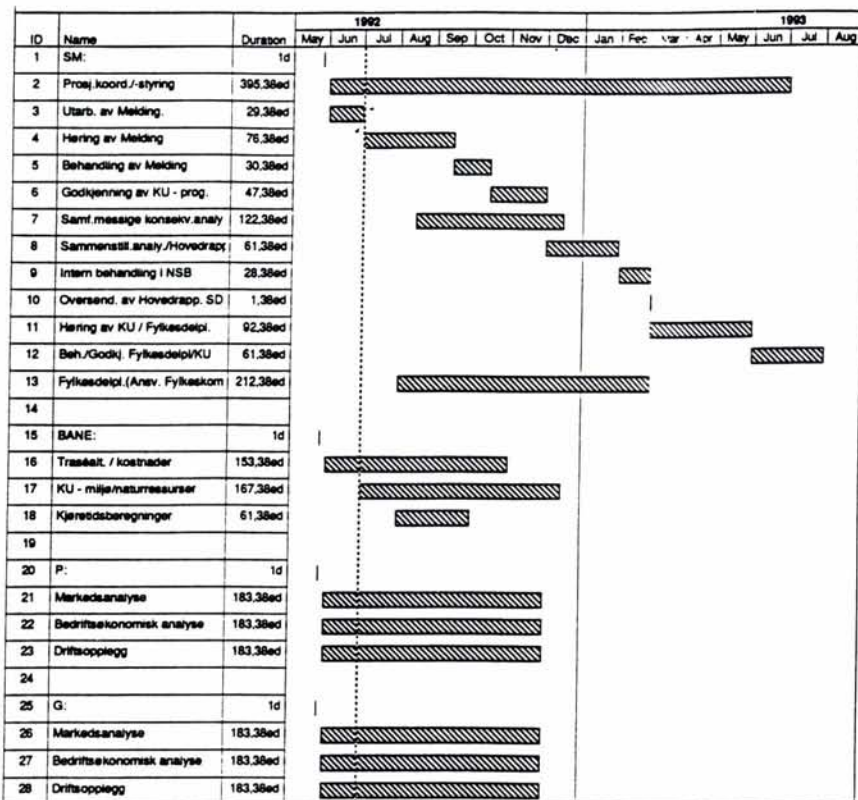 1992 1993
ID Name Duration May Jun Jul Aug Sep Oct Nov Dec Jan Feb Mar Apr May Jun Jul Aug
1 SM: 1d
2 Prosj.koord./-styring 395,38ed
3 Utarb. av Melding. 29,38ed
4 Høring av Melding 76,38ed
5 Behandling av Melding 30,38ed
6 Godkjenning av KU - prog. 47,38ed
7 Samf.messige konsekv.analy 122,38ed
8 Sammenstill.analy./Hovedrapp 61,38ed
9 Intern behandling i NSB 28,38ed
10 Oversend. av Hovedrapp. SD 1,38ed
11 Høring av KU / Fylkesdelpl. 92,38ed
12 Beh./Godkj. Fylkesdelpl/KU 61,38ed
13 Fylkesdelpl.(Ansv. Fylkeskom 212,38ed
14
15 BANE: 1d
16 Traséalt. / kostnader 153,38ed
17 KU - miljø/naturressurser 167,38ed
18 Kjøretidsberegninger 61,38ed
19
20 P: 1d
21 Markedsanalyse 183,38ed
22 Bedriftsøkonomisk analyse 183,38ed
23 Driftsopplegg 183,38ed
24
25 G: 1d
26 Markedsanalyse 183,38ed
27 Bedriftsøkonomisk analyse 183,38ed
28 Driftsopplegg 183,38ed